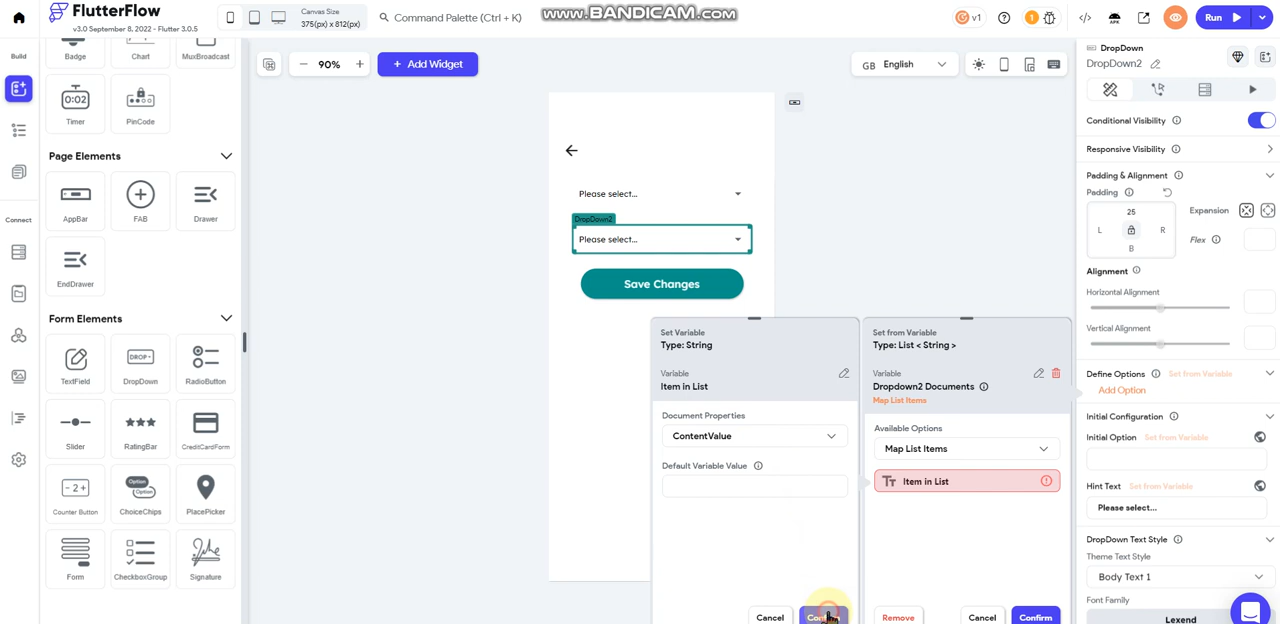 FlutterFlow
v3.0 September 8, 2022 - Flutter 3.0.5
Canvas Size
375(px) x 812(px)
Command Palette (Ctrl + K)
www.BANDICAM.com
v1
1
APK
Run
Build
Connect
Badge
Chart
MuxBroadcast
0:02
Timer
PinCode
Page Elements
AppBar
FAB
Drawer
EndDrawer
Form Elements
TextField
DROP
DropDown
RadioButton
Slider
RatingBar
CreditCardForm
- 2 +
Counter Button
Option
Option
ChoiceChips
PlacePicker
Form
CheckboxGroup
Signature
90%
+ Add Widget
GB English
Please select...
DropDown2
Please select...
Save Changes
Set Variable
Type: String
Variable
Item in List
Document Properties
ContentValue
Default Variable Value
Cancel
Set from Variable
Type: List < String >
Variable
Dropdown2 Documents
Map List Items
Available Options
Map List Items
Tт Item in List
Remove
Cancel
Confirm
DropDown
DropDown2
Conditional Visibility
Responsive Visibility
Padding & Alignment
Padding
25
L
R
B
Expansion
Flex
Alignment
Horizontal Alignment
Vertical Alignment
Define Options
Set from Variable
Add Option
Initial Configuration
Initial Option
Set from Variable
Hint Text
Set from Variable
Please select...
DropDown Text Style
Theme Text Style
Body Text 1
Font Family
Lexend